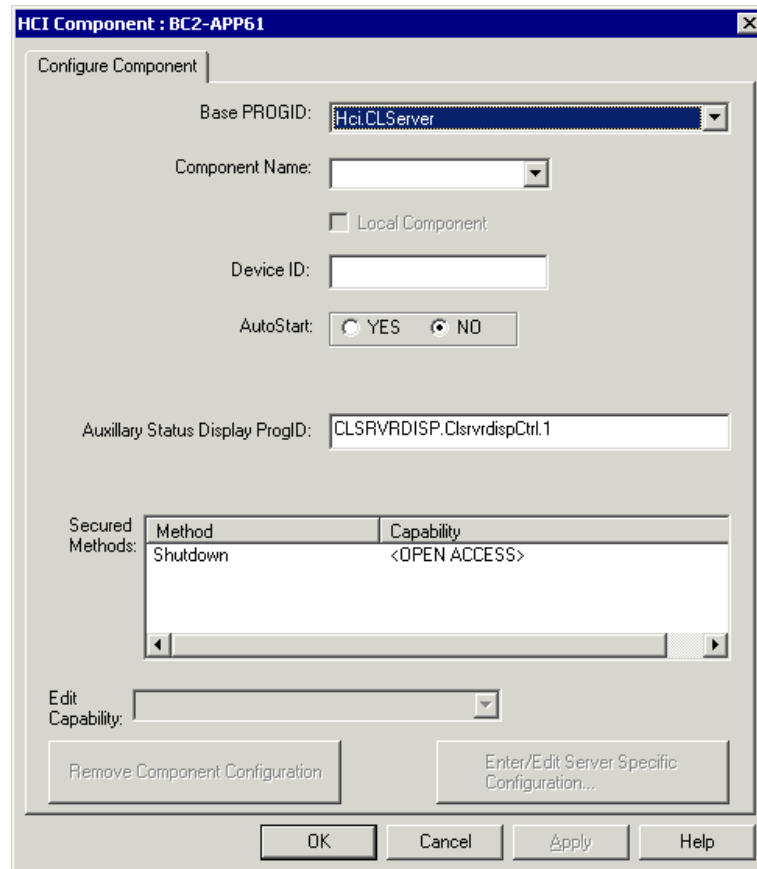 HCI Component : BC2-APP61
Configure Component
Base PROGID: Hci.CLServer
Component Name:
Local Component
Device ID:
AutoStart: YES NO
Auxillary Status Display ProgID: CLSRVRDISP.ClsrvrdispCtrl.1
Secured Methods:
Method Capability
Shutdown <OPEN ACCESS>
Edit
Capability:
Remove Component Configuration
Enter/Edit Server Specific
Configuration...
OK Cancel Apply Help